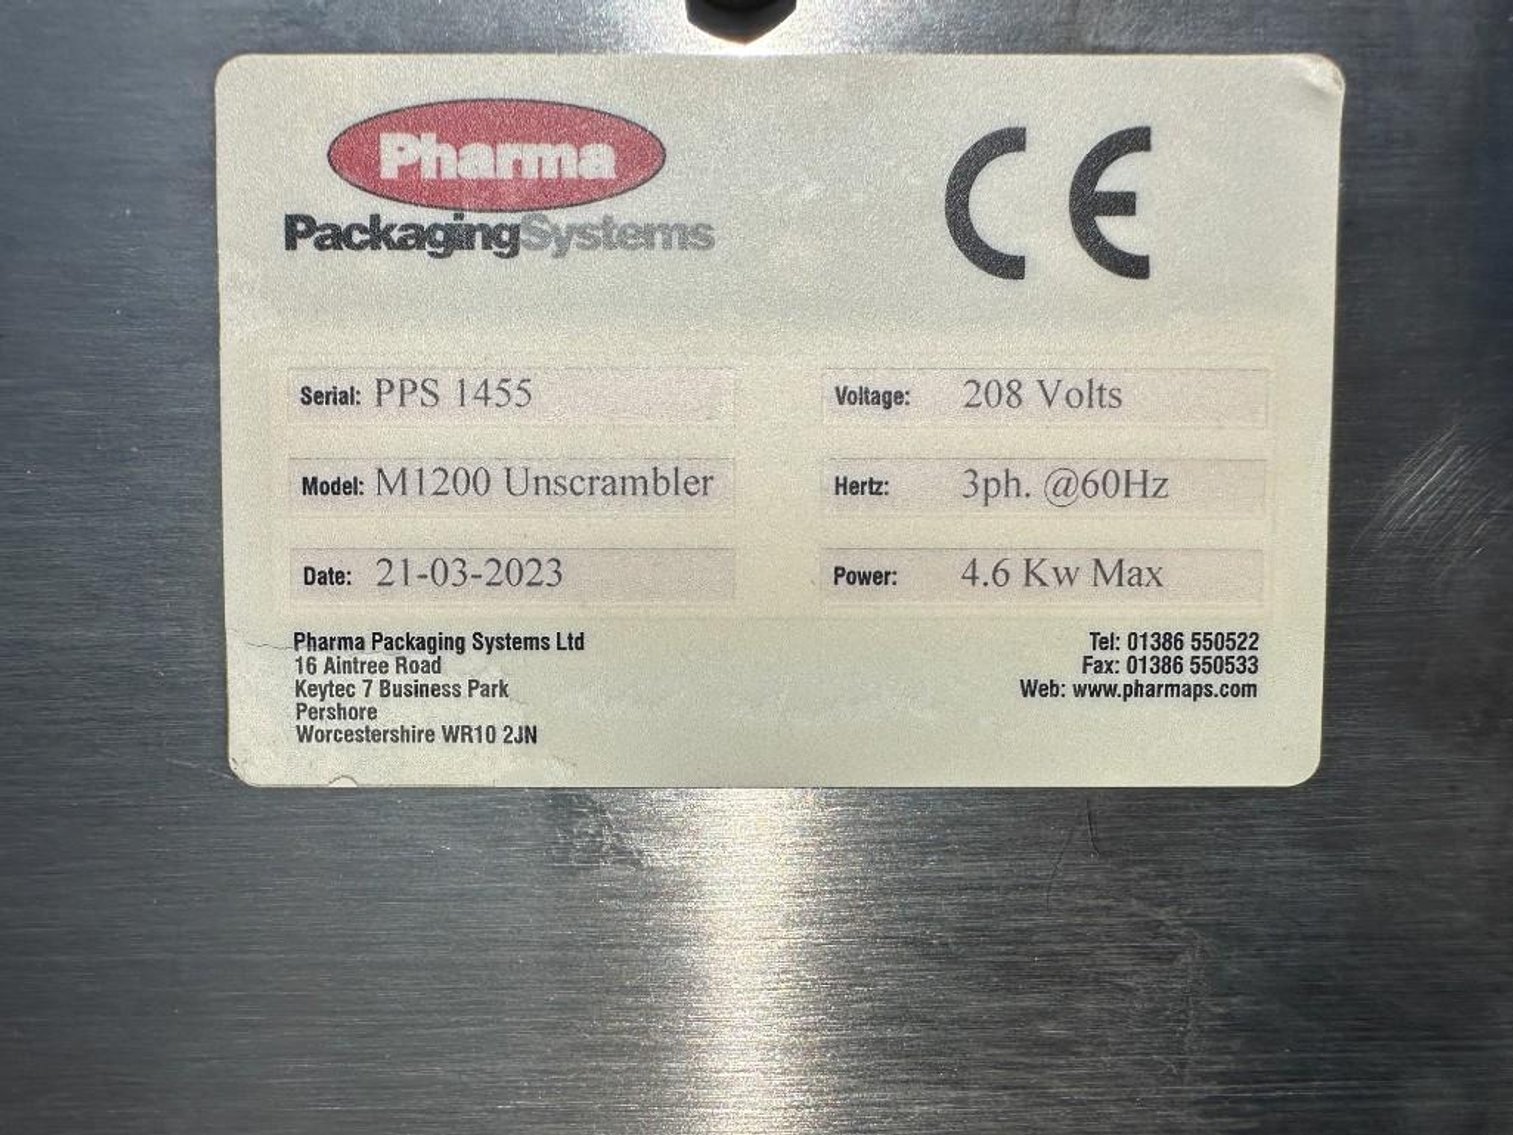 Pharma
PackagingSystems
CE
Serial: PPS 1455
Voltage: 208 Volts
Model: M1200 Unscrambler
Hertz: 3ph. @60Hz
Date: 21-03-2023
Power: 4.6 Kw Max
Pharma Packaging Systems Ltd
16 Aintree Road
Keytec 7 Business Park
Pershore
Worcestershire WR10 2JN
Tel: 01386 550522
Fax: 01386 550533
Web: www.pharmaps.com